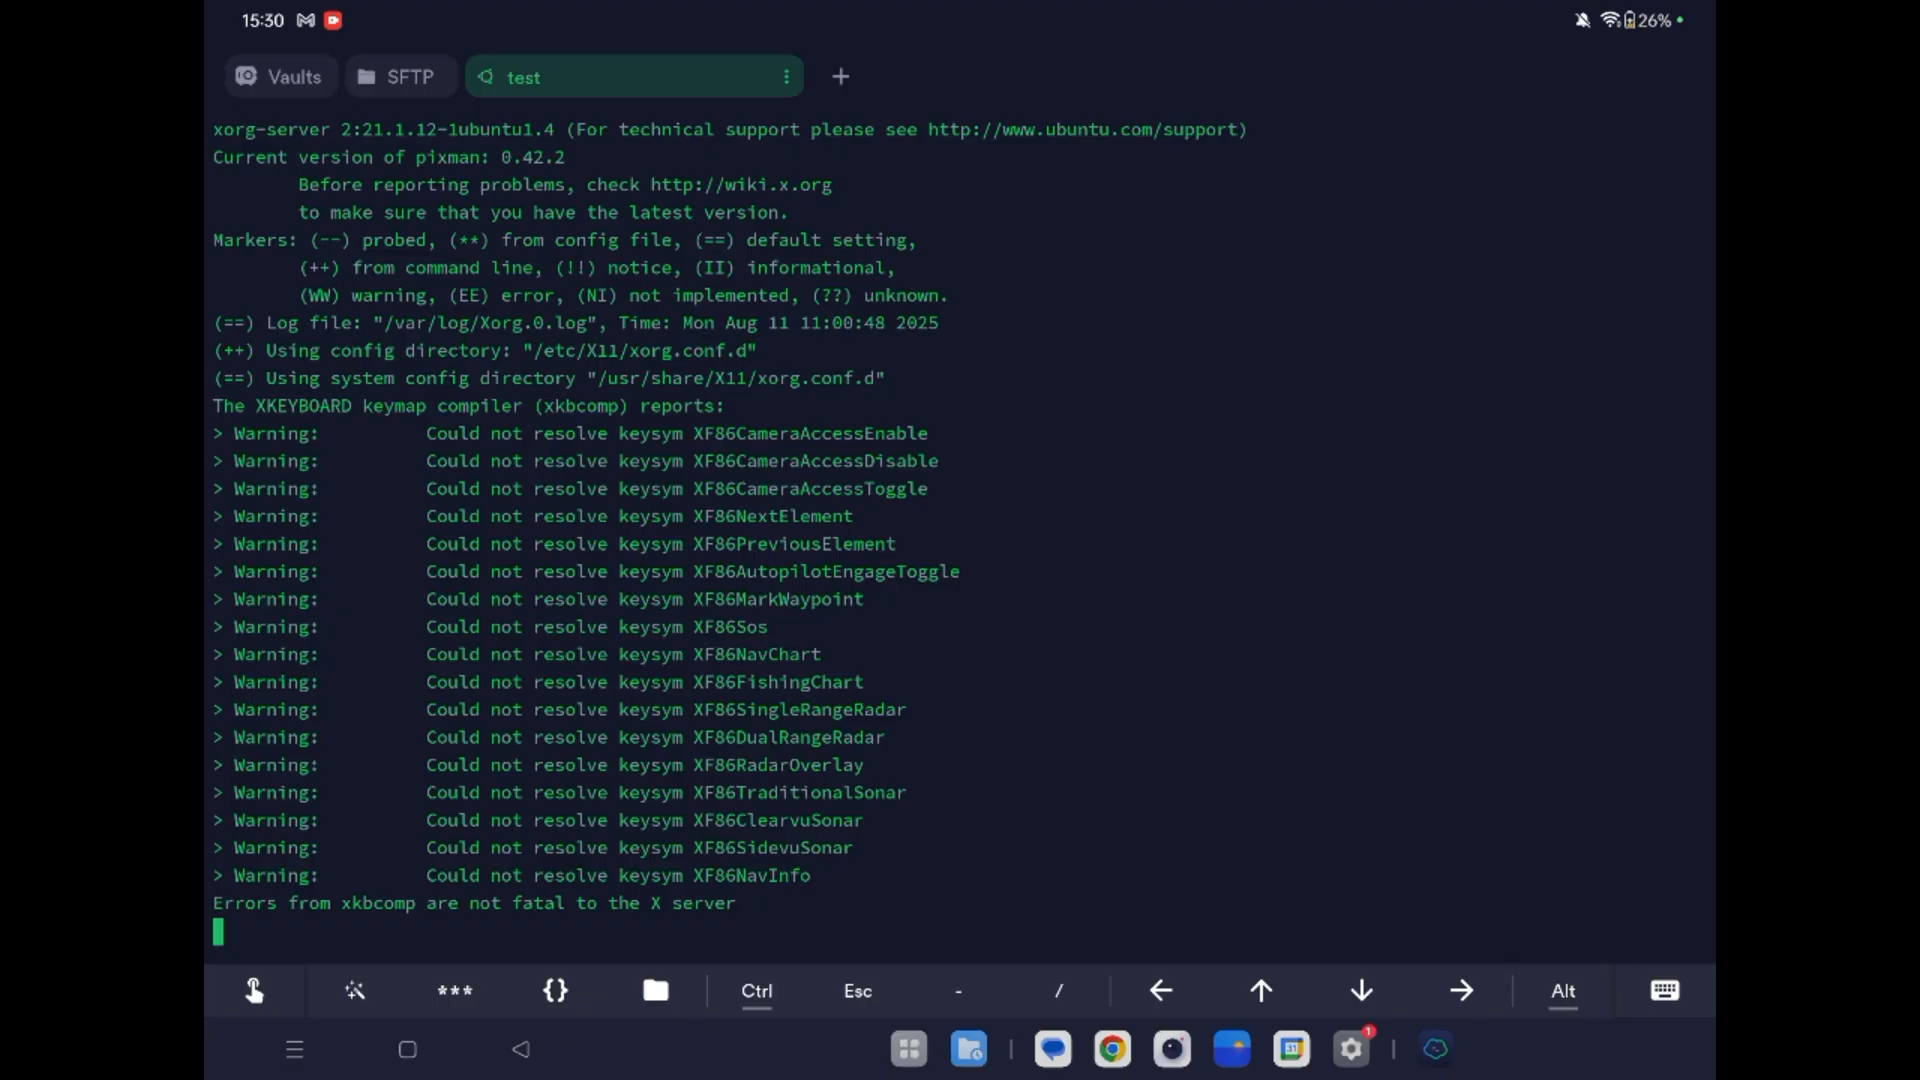 15:30 26%
Vaults SFTP test
xorg-server 2:21.1.12-1ubuntu1.4 (For technical support please see http://www.ubuntu.com/support)
Current version of pixman: 0.42.2
Before reporting problems, check http://wiki.x.org
to make sure that you have the latest version.
Markers: (--) probed, (**) from config file, (==) default setting,
(++) from command line, (!!) notice, (II) informational,
(WW) warning, (EE) error, (NI) not implemented, (??) unknown.
(==) Log file: "/var/log/Xorg.0.log", Time: Mon Aug 11 11:00:48 2025
(++) Using config directory: "/etc/X11/xorg.conf.d"
(==) Using system config directory "/usr/share/X11/xorg.conf.d"
The XKEYBOARD keymap compiler (xkbcomp) reports:
> Warning: Could not resolve keysym XF86CameraAccessEnable
> Warning: Could not resolve keysym XF86CameraAccessDisable
> Warning: Could not resolve keysym XF86CameraAccessToggle
> Warning: Could not resolve keysym XF86NextElement
> Warning: Could not resolve keysym XF86PreviousElement
> Warning: Could not resolve keysym XF86AutopilotEngageToggle
> Warning: Could not resolve keysym XF86MarkWaypoint
> Warning: Could not resolve keysym XF86Sos
> Warning: Could not resolve keysym XF86NavChart
> Warning: Could not resolve keysym XF86FishingChart
> Warning: Could not resolve keysym XF86SingleRangeRadar
> Warning: Could not resolve keysym XF86DualRangeRadar
> Warning: Could not resolve keysym XF86RadarOverlay
> Warning: Could not resolve keysym XF86TraditionalSonar
> Warning: Could not resolve keysym XF86ClearvuSonar
> Warning: Could not resolve keysym XF86SidevuSonar
> Warning: Could not resolve keysym XF86NavInfo
Errors from xkbcomp are not fatal to the X server
*** {} Ctrl Esc - / Alt
31 1